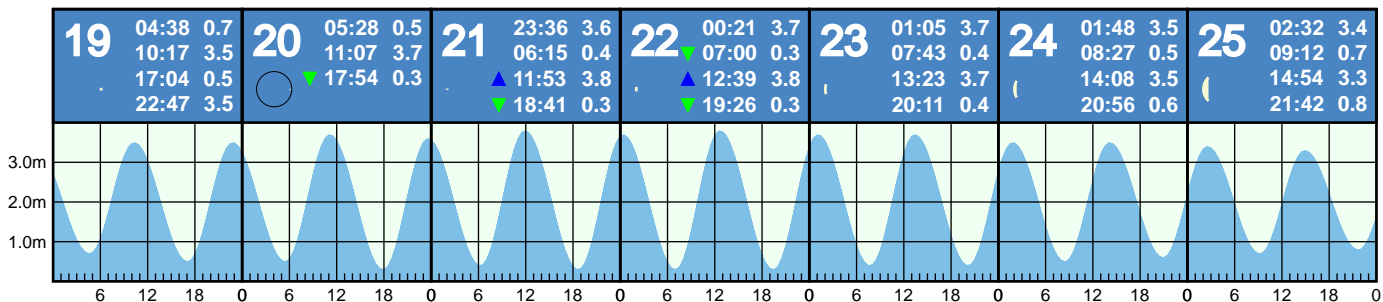 19
04:38 0.7
10:17 3.5
17:04 0.5
22:47 3.5
20
05:28 0.5
11:07 3.7
▼ 17:54 0.3
21
23:36 3.6
06:15 0.4
▲ 11:53 3.8
▼ 18:41 0.3
22
00:21 3.7
▼ 07:00 0.3
▲ 12:39 3.8
▼ 19:26 0.3
23
01:05 3.7
07:43 0.4
13:23 3.7
20:11 0.4
24
01:48 3.5
08:27 0.5
14:08 3.5
20:56 0.6
25
02:32 3.4
09:12 0.7
14:54 3.3
21:42 0.8
3.0m
2.0m
1.0m
6 12 18 0 6 12 18 0 6 12 18 0 6 12 18 0 6 12 18 0 6 12 18 0 6 12 18 0